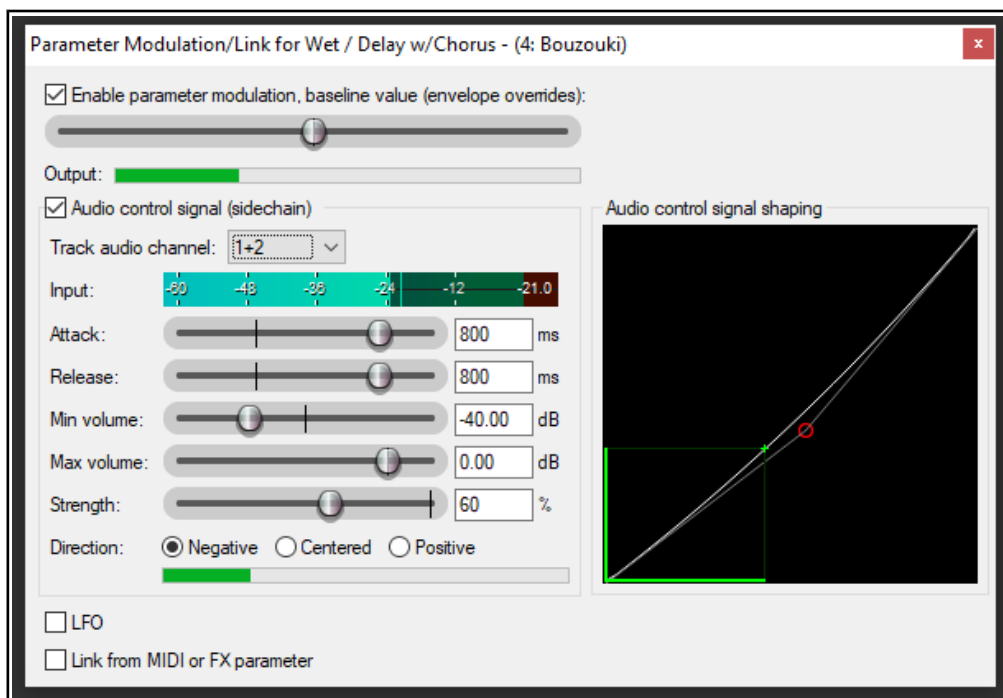 Parameter Modulation/Link for Wet / Delay w/Chorus - (4: Bouzouki) x
Enable parameter modulation, baseline value (envelope overrides):
Output:
Audio control signal (sidechain)
Audio control signal shaping
Track audio channel: 1+2
Input: -60 -48 -36 -24 -12 -21.0
Attack: 800 ms
Release: 800 ms
Min volume: -40.00 dB
Max volume: 0.00 dB
Strength: 60 %
Direction: Negative Centered Positive
LFO
Link from MIDI or FX parameter